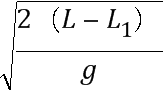 √(2 (L – L₁) / g)